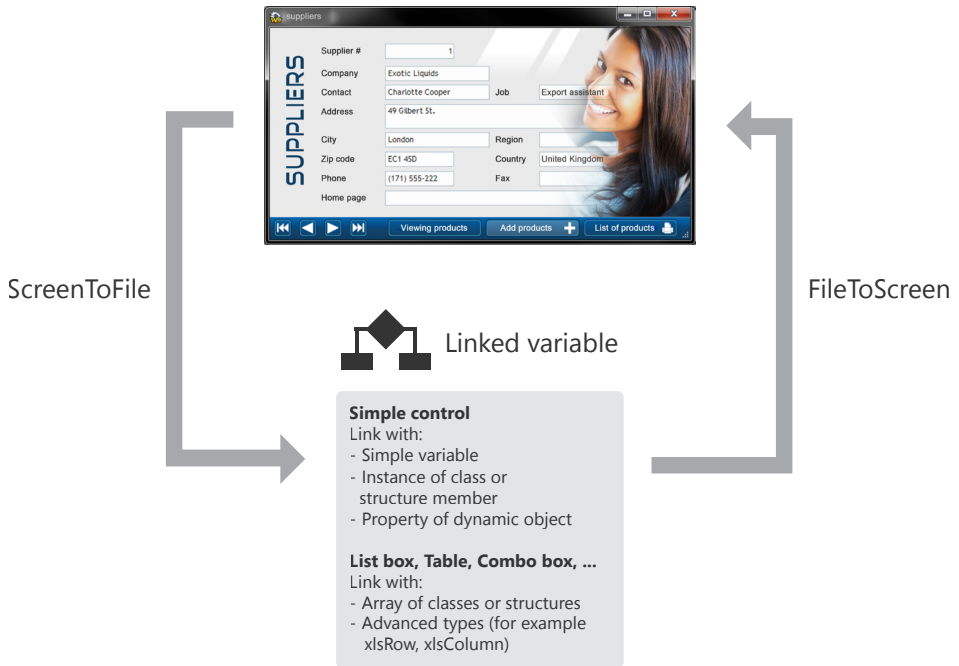 suppliers
SUPPLIERS
Supplier # 1
Company Exotic Liquids
Contact Charlotte Cooper Job Export assistant
Address 49 Gilbert St.
City London Region
Zip code EC1 4SD Country United Kingdom
Phone (171) 555-222 Fax
Home page
Viewing products Add products List of products
ScreenToFile
FileToScreen
Linked variable
Simple control
Link with:
- Simple variable
- Instance of class or
structure member
- Property of dynamic object
List box, Table, Combo box, ...
Link with:
- Array of classes or structures
- Advanced types (for example
xlsRow, xlsColumn)